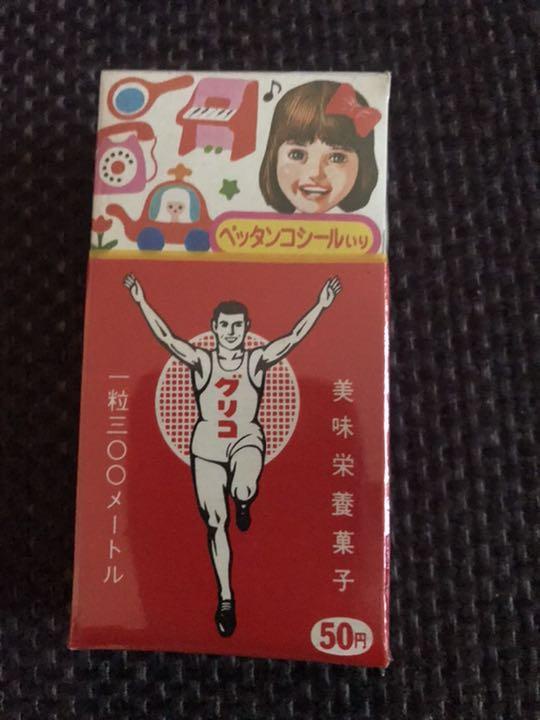 ペッタンコシールいり
グリコ
美味栄養菓子
一粒三〇〇メートル
50円